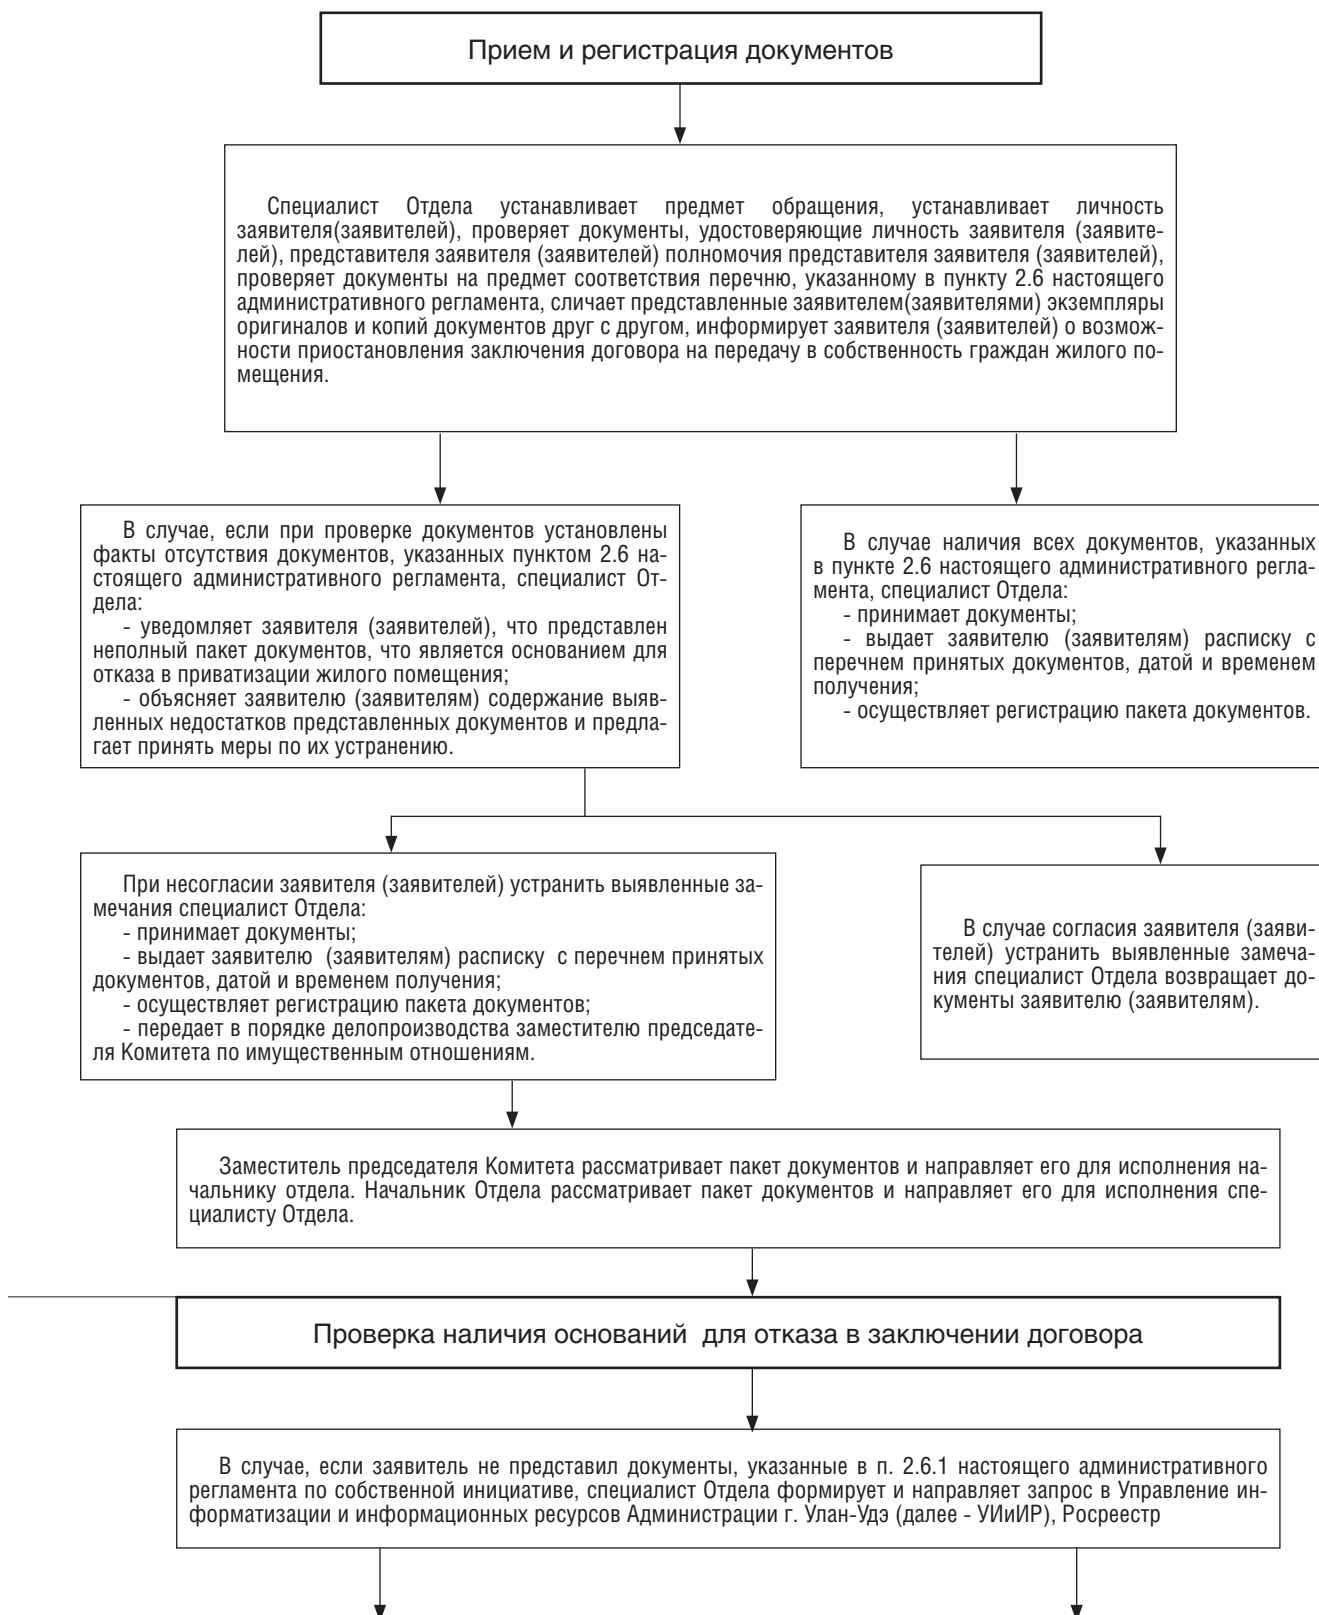 Прием и регистрация документов
Специалист Отдела устанавливает предмет обращения, устанавливает личность
заявителя(заявителей), проверяет документы, удостоверяющие личность заявителя (заявите-
лей), представителя заявителя (заявителей) полномочия представителя заявителя (заявителей),
проверяет документы на предмет соответствия перечню, указанному в пункту 2.6 настоящего
административного регламента, сличает представленные заявителем(заявителями) экземпляры
оригиналов и копий документов друг с другом, информирует заявителя (заявителей) о возмож-
ности приостановления заключения договора на передачу в собственность граждан жилого по-
мещения.
В случае, если при проверке документов установлены
факты отсутствия документов, указанных пунктом 2.6 на-
стоящего административного регламента, специалист От-
дела:
- уведомляет заявителя (заявителей), что представлен
неполный пакет документов, что является основанием для
отказа в приватизации жилого помещения;
- объясняет заявителю (заявителям) содержание выяв-
ленных недостатков представленных документов и предла-
гает принять меры по их устранению.
В случае наличия всех документов, указанных
в пункте 2.6 настоящего административного регла-
мента, специалист Отдела:
- принимает документы;
- выдает заявителю (заявителям) расписку с
перечнем принятых документов, датой и временем
получения;
- осуществляет регистрацию пакета документов.
При несогласии заявителя (заявителей) устранить выявленные за-
мечания специалист Отдела:
- принимает документы;
- выдает заявителю (заявителям) расписку с перечнем принятых
документов, датой и временем получения;
- осуществляет регистрацию пакета документов;
- передает в порядке делопроизводства заместителю председате-
ля Комитета по имущественным отношениям.
В случае согласия заявителя (заяви-
телей) устранить выявленные замеча-
ния специалист Отдела возвращает до-
кументы заявителю (заявителям).
Заместитель председателя Комитета рассматривает пакет документов и направляет его для исполнения на-
чальнику отдела. Начальник Отдела рассматривает пакет документов и направляет его для исполнения спе-
циалисту Отдела.
Проверка наличия оснований для отказа в заключении договора
В случае, если заявитель не представил документы, указанные в п. 2.6.1 настоящего административного
регламента по собственной инициативе, специалист Отдела формирует и направляет запрос в Управление ин-
форматизации и информационных ресурсов Администрации г. Улан-Удэ (далее - УИиИР), Росреестр